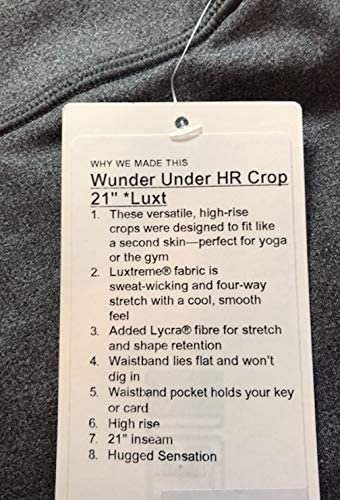 WHY WE MADE THIS
Wunder Under HR Crop
21" *Luxt
1. These versatile, high-rise
crops were designed to fit like
a second skin—perfect for yoga
or the gym
2. Luxtreme® fabric is
sweat-wicking and four-way
stretch with a cool, smooth
feel
3. Added Lycra® fibre for stretch
and shape retention
4. Waistband lies flat and won't
dig in
5. Waistband pocket holds your key
or card
6. High rise
7. 21" inseam
8. Hugged Sensation